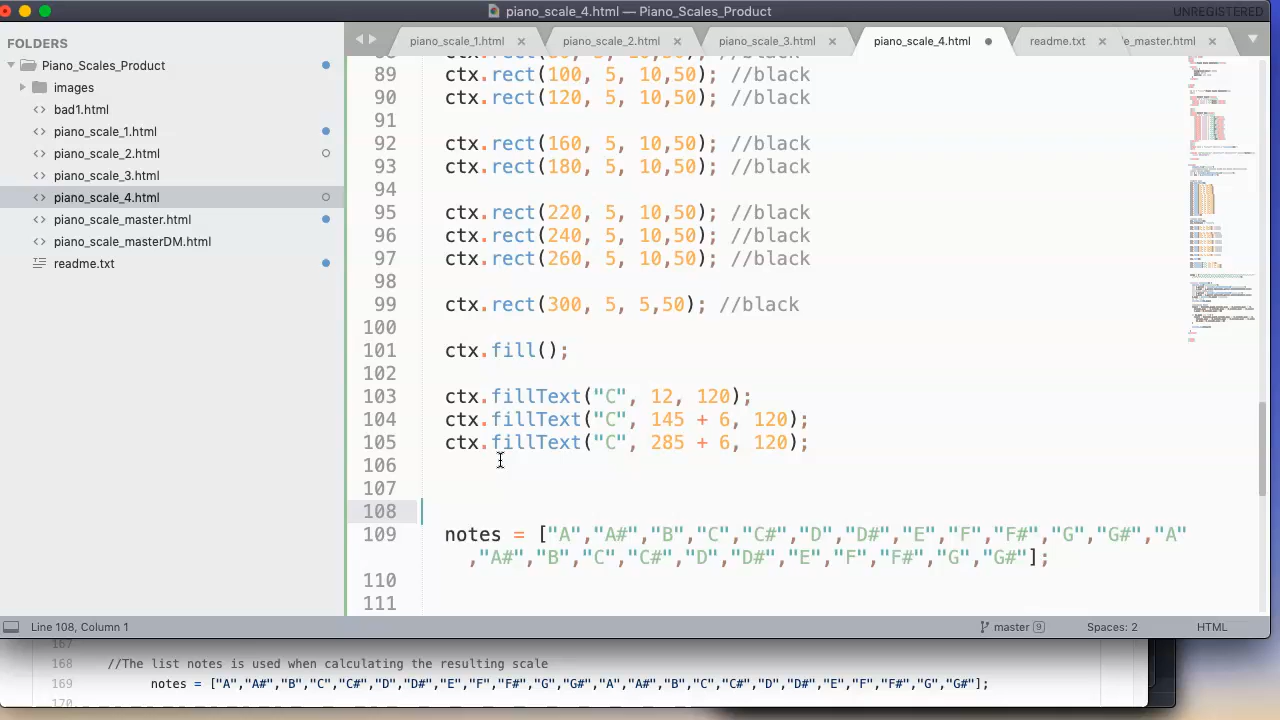 piano_scale_4.html — Piano_Scales_Product
UNREGISTERED
FOLDERS
Piano_Scales_Product
images
bad1.html
piano_scale_1.html
piano_scale_2.html
piano_scale_3.html
piano_scale_4.html
piano_scale_master.html
piano_scale_masterDM.html
readme.txt
piano_scale_1.html
piano_scale_2.html
piano_scale_3.html
piano_scale_4.html
readme.txt
e_master.html
89 ctx.rect(100, 5, 10,50); //black
90 ctx.rect(120, 5, 10,50); //black
91
92 ctx.rect(160, 5, 10,50); //black
93 ctx.rect(180, 5, 10,50); //black
94
95 ctx.rect(220, 5, 10,50); //black
96 ctx.rect(240, 5, 10,50); //black
97 ctx.rect(260, 5, 10,50); //black
98
99 ctx.rect(300, 5, 5,50); //black
100
101 ctx.fill();
102
103 ctx.fillText("C", 12, 120);
104 ctx.fillText("C", 145 + 6, 120);
105 ctx.fillText("C", 285 + 6, 120);
106
107
108
109 notes = ["A","A#","B","C","C#","D","D#","E","F","F#","G","G#","A"
,"A#","B","C","C#","D","D#","E","F","F#","G","G#"];
110
111
Line 108, Column 1
master 9
Spaces: 2
HTML
167
168 //The list notes is used when calculating the resulting scale
169 notes = ["A","A#","B","C","C#","D","D#","E","F","F#","G","G#","A","A#","B","C","C#","D","D#","E","F","F#","G","G#"];
170